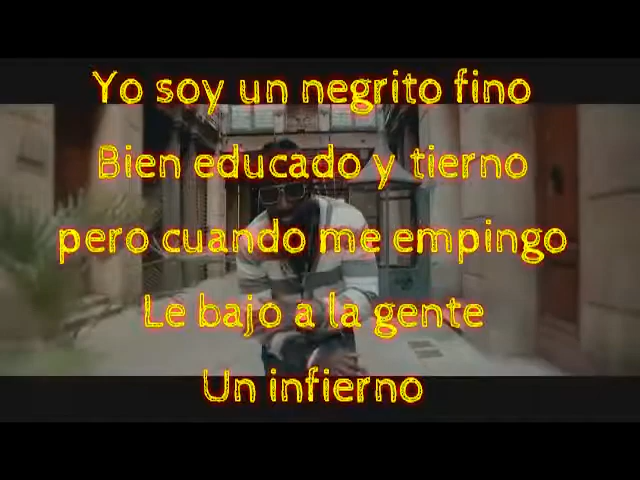 Yo soy un negrito fino
Bien educado y tierno
pero cuando me empingo
Le bajo a la gente
Un infierno